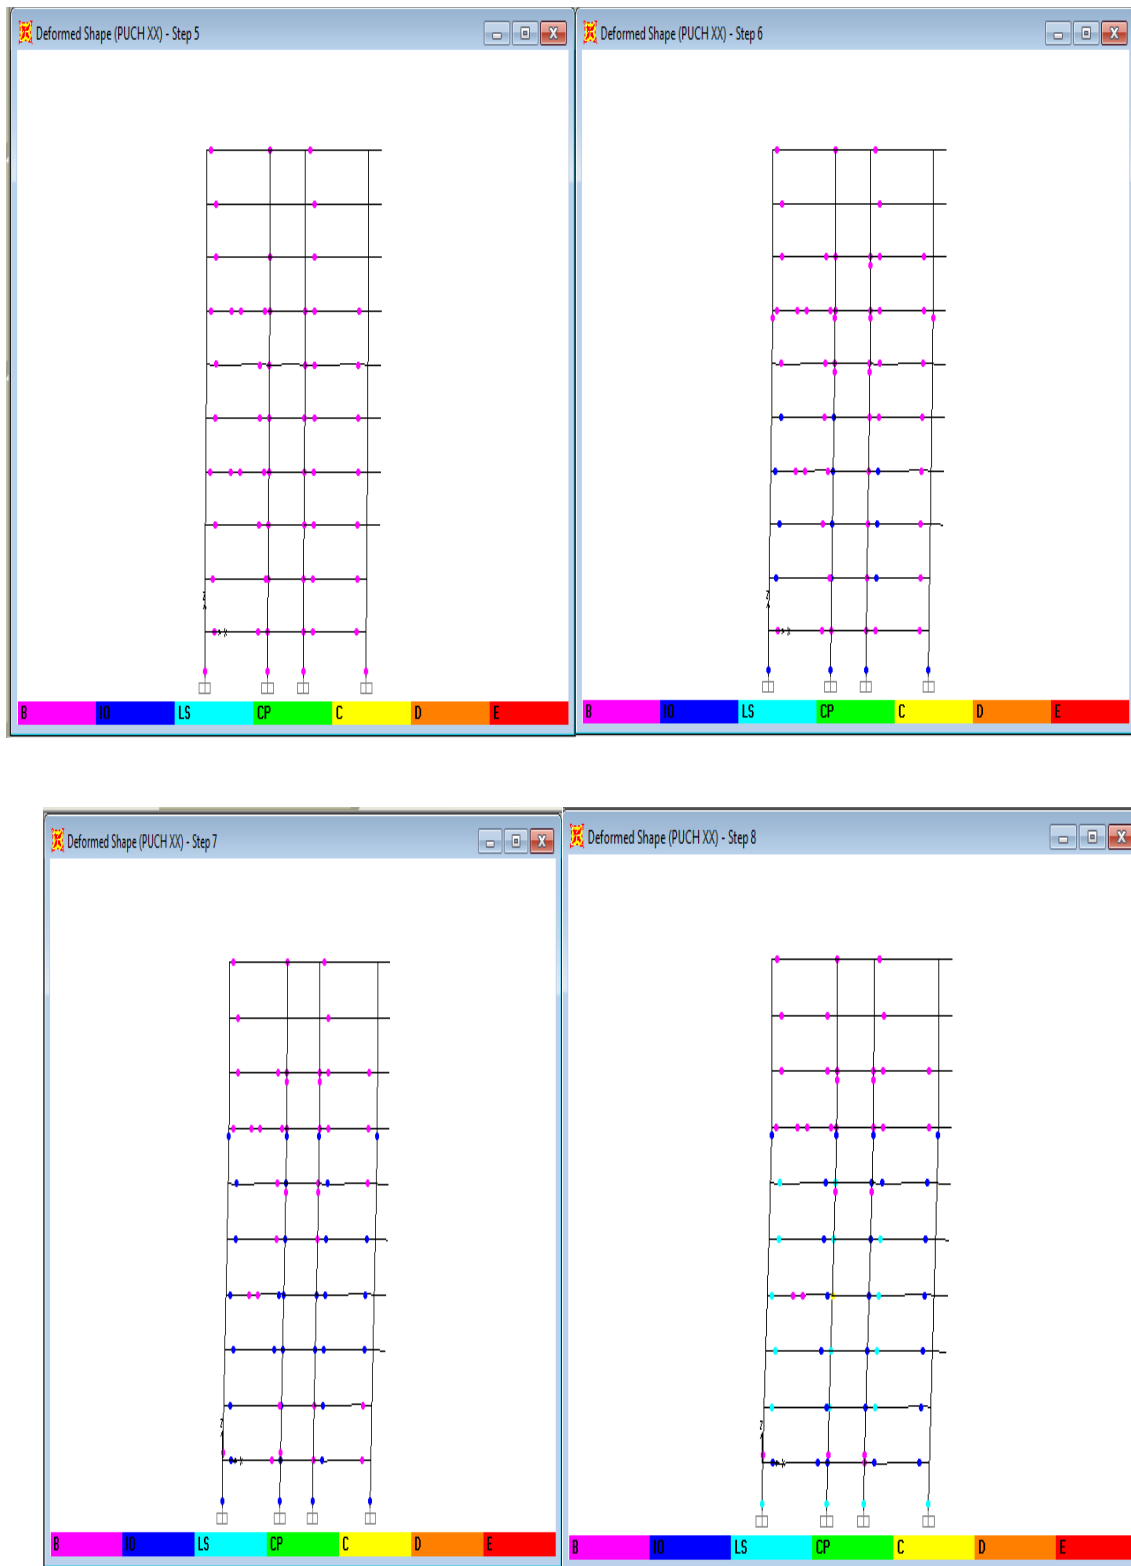 Deformed Shape (PUCH XX) - Step 5
Deformed Shape (PUCH XX) - Step 6
B IO LS CP C D E
B IO LS CP C D E
Deformed Shape (PUCH XX) - Step 7
Deformed Shape (PUCH XX) - Step 8
B IO LS CP C D E
B IO LS CP C D E